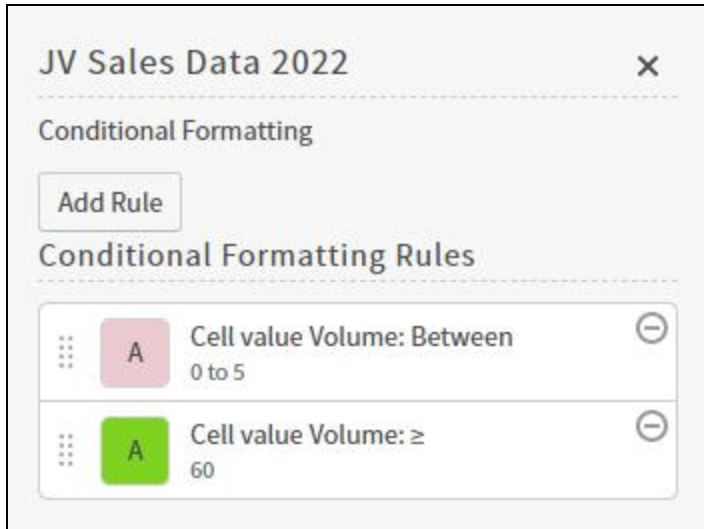 JV Sales Data 2022
Conditional Formatting
Add Rule
Conditional Formatting Rules
A
Cell value Volume: Between
0 to 5
A
Cell value Volume: ≥
60